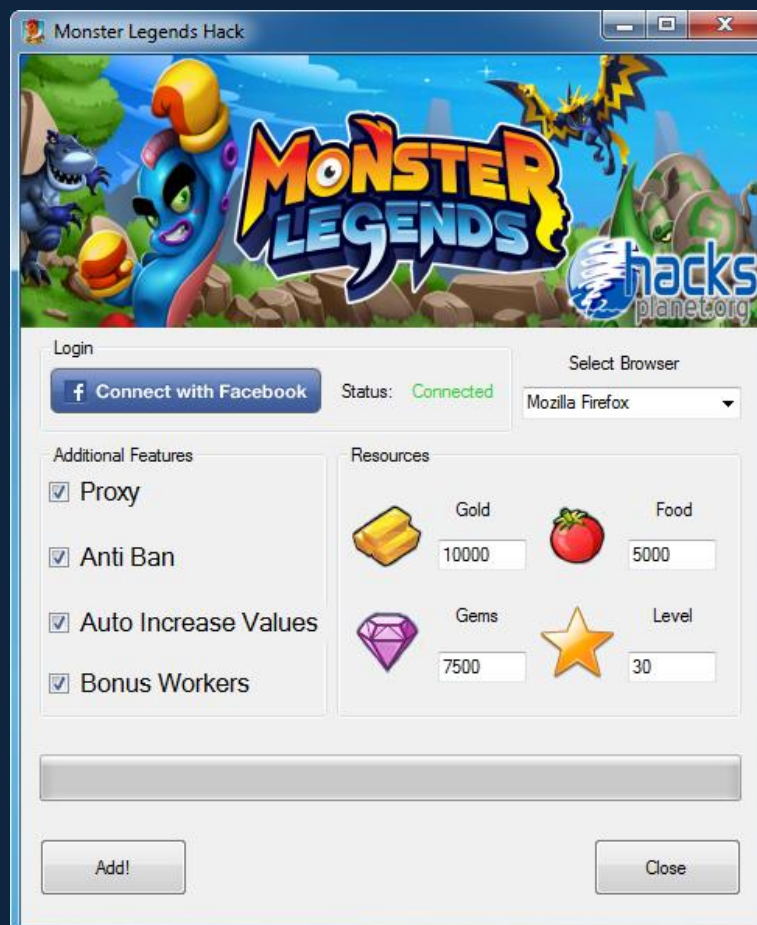 Monster Legends Hack
MONSTER
LEGENDS
hacks
planet.org
Login
f Connect with Facebook
Status: Connected
Select Browser
Mozilla Firefox
Additional Features
Proxy
Anti Ban
Auto Increase Values
Bonus Workers
Resources
Gold
10000
Food
5000
Gems
7500
Level
30
Add!
Close